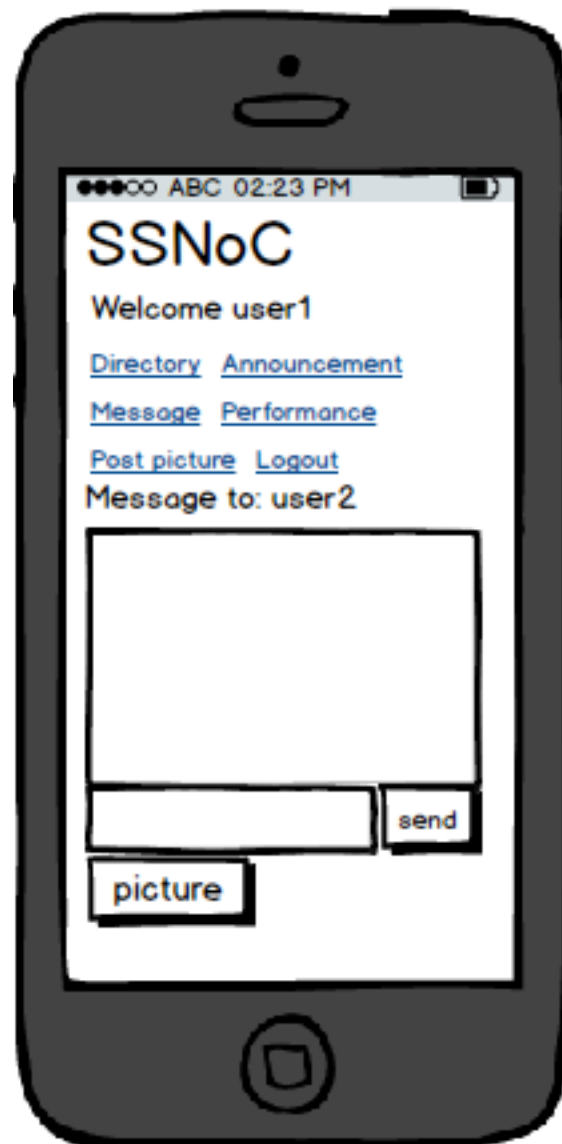 ABC 02:23 PM
SSNoC
Welcome user1
Directory Announcement
Message Performance
Post picture Logout
Message to: user2
send
picture